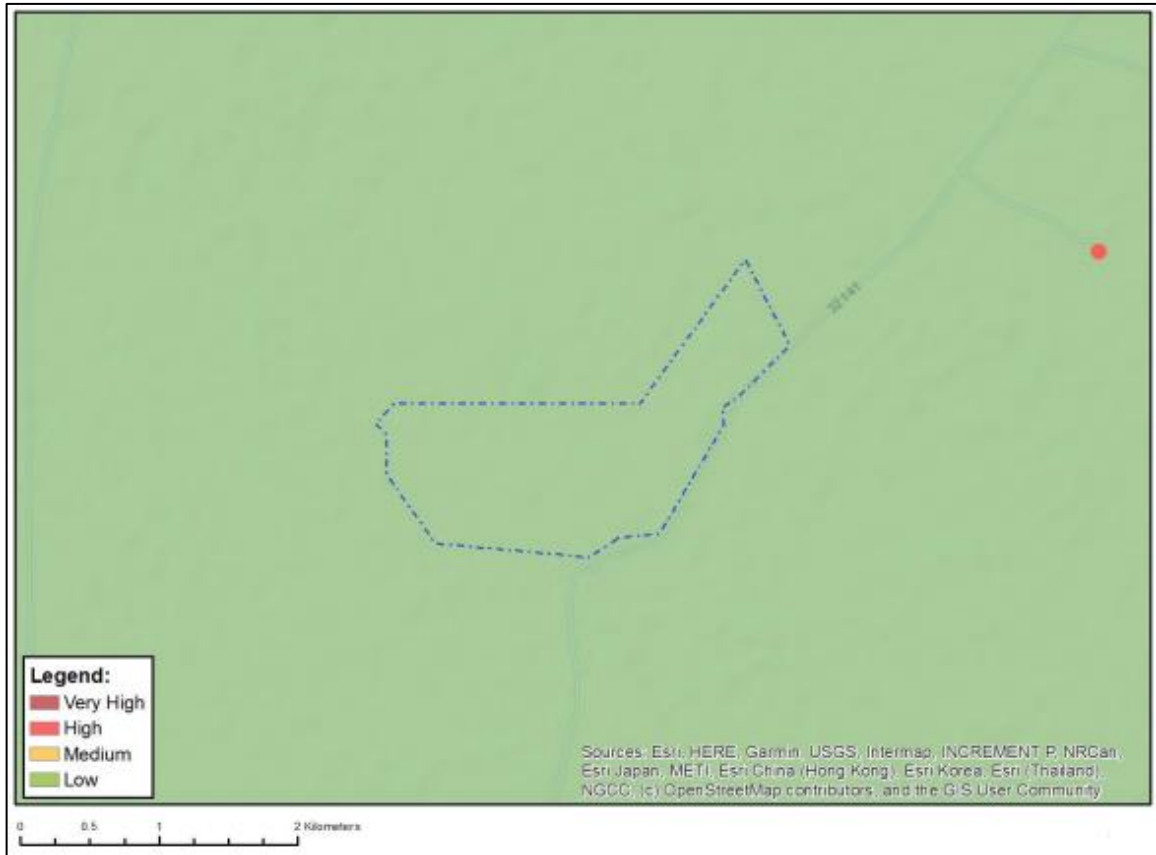 32141
Legend:
Very High
High
Medium
Low
Sources: Esri, HERE, Garmin, USGS, Intermap, INCREMENT P, NRCan,
Esri Japan, METI, Esri China (Hong Kong), Esri Korea, Esri (Thailand),
NGCC, (c) OpenStreetMap contributors, and the GIS User Community
0 0.5 1 2 Kilometers